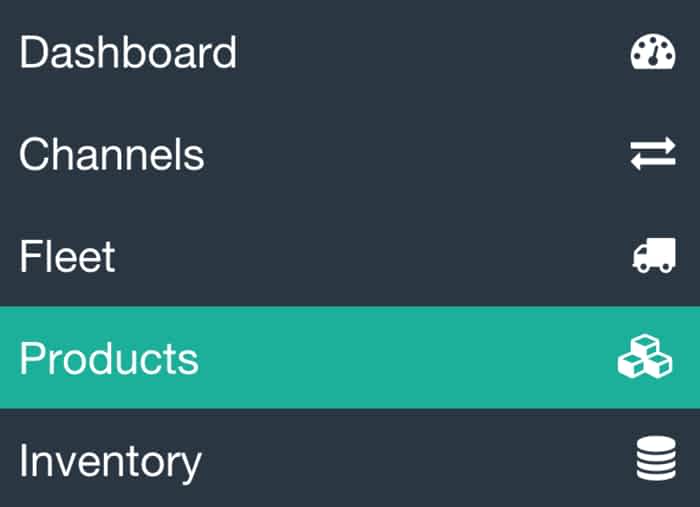 Dashboard
Channels
Fleet
Products
Inventory